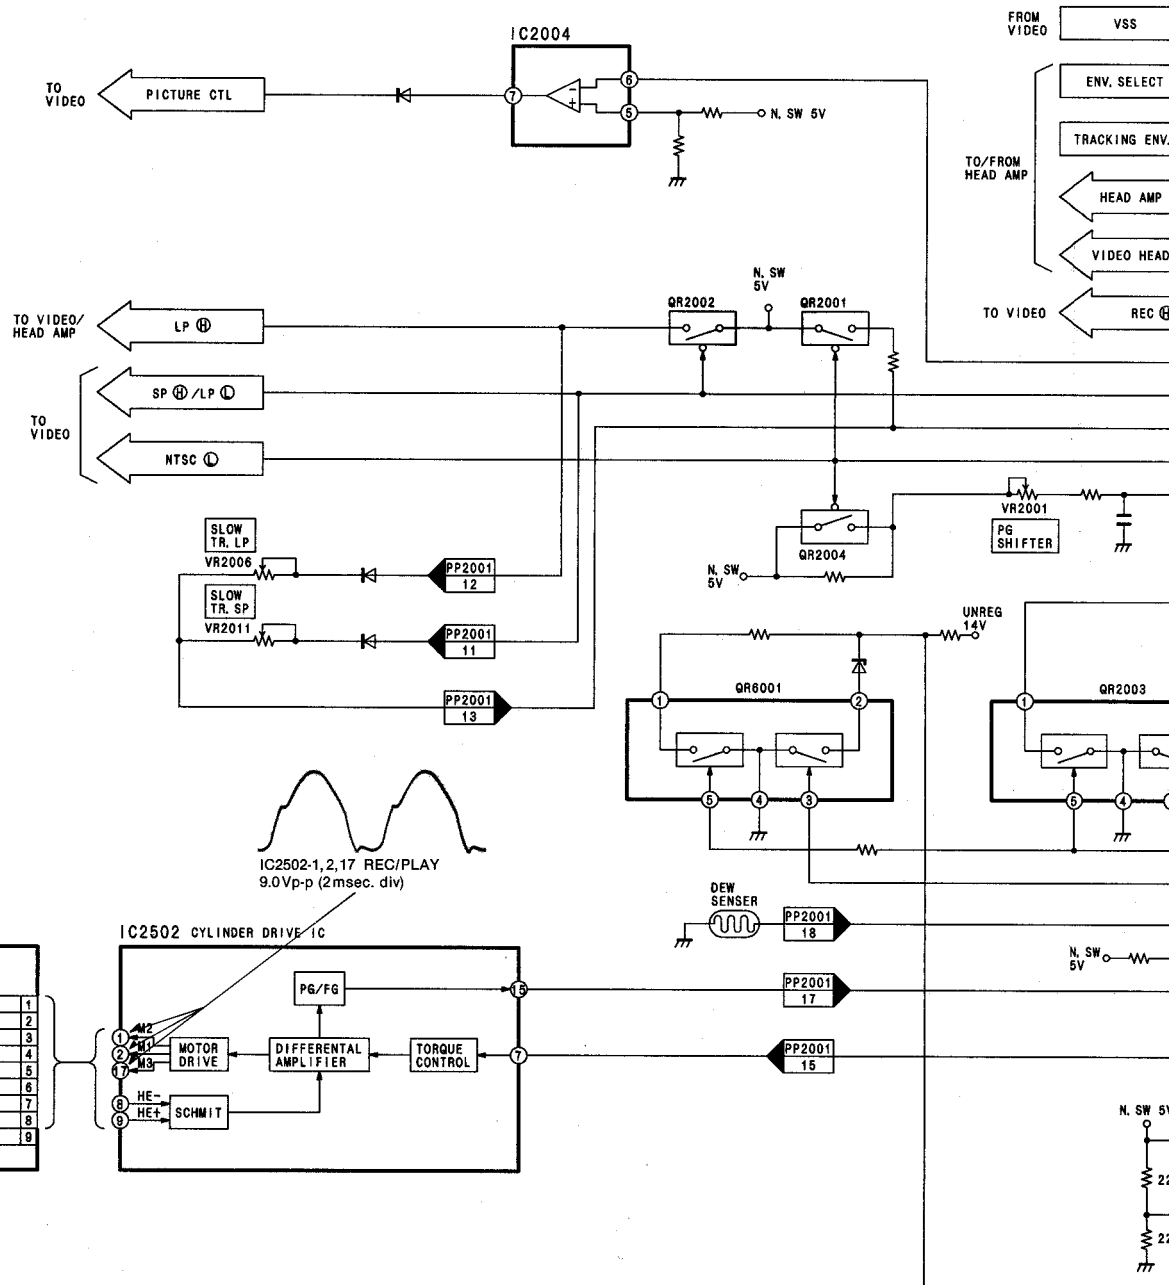 IC2004
TO
VIDEO
PICTURE CTL
7
6
5
−
+
N. SW 5V
FROM
VIDEO
VSS
ENV. SELECT
TRACKING ENV.
TO/FROM
HEAD AMP
HEAD AMP
VIDEO HEAD
TO VIDEO
REC Ⓗ
TO VIDEO/
HEAD AMP
LP Ⓗ
SP Ⓗ/LP Ⓛ
TO
VIDEO
NTSC Ⓛ
QR2002
N. SW
5V
QR2001
QR2004
N. SW
5V
VR2001
PG
SHIFTER
SLOW
TR. LP
VR2006
PP2001
12
SLOW
TR. SP
VR2011
PP2001
11
PP2001
13
UNREG
14V
QR6001
1
2
5
4
3
QR2003
1
5
4
IC2502-1,2,17 REC/PLAY
9.0Vp-p (2msec. div)
DEW
SENSER
PP2001
18
N. SW
5V
PP2001
17
PP2001
15
IC2502 CYLINDER DRIVE IC
PG/FG
15
1
2
3
4
5
6
7
8
9
1
M2
2
M1
17
M3
MOTOR
DRIVE
DIFFERENTAL
AMPLIFIER
TORQUE
CONTROL
7
8
HE-
9
HE+
SCHMIT
N. SW 5V
22
22